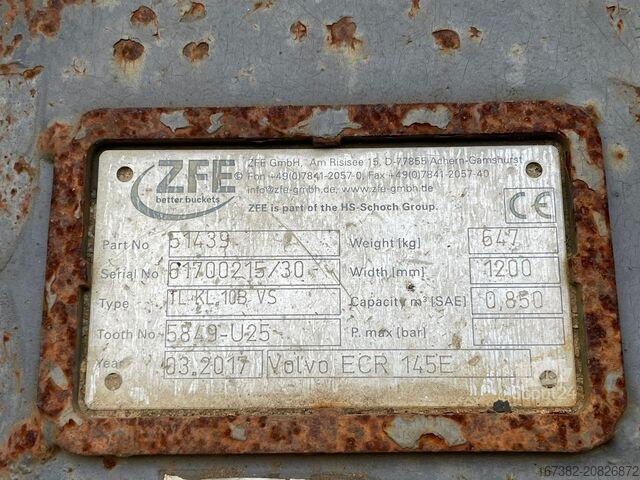 ZFE
better buckets
ZFE GmbH, Am Risisee 15, D-77855 Achern-Gamshurst
Fon +49(0)7841-2057-0, Fax +49(0)7841-2057-40
info@zfe-gmbh.de; www.zfe-gmbh.de
ZFE is part of the HS-Schoch Group.
CE
Part No 61439 Weight [kg] 647
Serial No 61700215/30 Width [mm] 1200
Type TL KL 10B VS Capacity m³ [SAE] 0,850
Tooth No 5849-U25 P. max [bar]
Year 03.2017 Volvo ECR 145E
167382-20826872